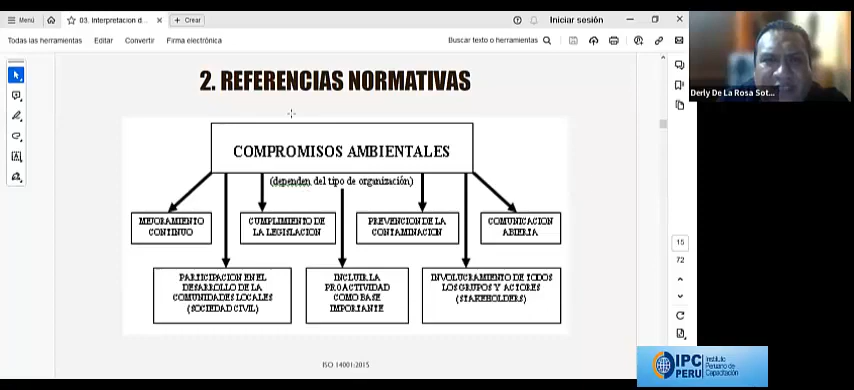 Menú
03. Interpretacion d...
+ Crear
Iniciar sesión
Todas las herramientas
Editar
Convertir
Firma electrónica
Buscar texto o herramientas
Derly De La Rosa Sot...
2. REFERENCIAS NORMATIVAS
COMPROMISOS AMBIENTALES
(dependen del tipo de organización)
MEJORAMIENTO
CONTINUO
CUMPLIMIENTO DE
LA LEGISLACION
PREVENCION DE LA
CONTAMINACION
COMUNICACION
ABIERTA
PARTICIPACION EN EL
DESARROLLO DE LA
COMUNIDADES LOCALES
(SOCIEDAD CIVIL)
INCLUIR LA
PROACTIVIDAD
COMO BASE
IMPORTANTE
INVOLUCRAMIENTO DE TODOS
LOS GRUPOS Y ACTORES
(STAKEHOLDERS)
15
72
ISO 14001:2015
IPC
PERU
Instituto
Peruano de
Capacitación